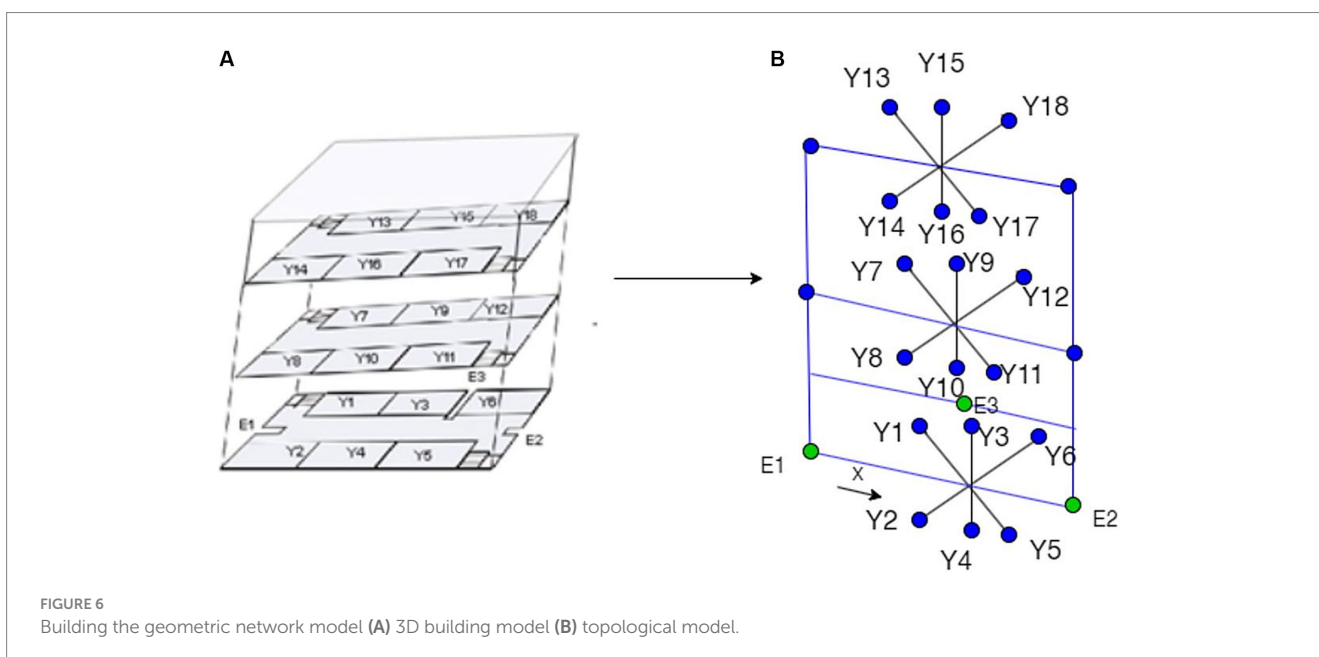 A
Y13
Y15
Y18
Y14
Y16
Y17
Y7
Y9
Y12
Y8
Y10
Y11
E3
Y1
Y3
Y6
E1
E2
Y2
Y4
Y5
B
Y15
Y13
Y18
Y14
Y16
Y17
Y7
Y9
Y12
Y8
Y10
Y11
E3
Y1
Y3
Y6
E1
X
Y2
E2
Y4
Y5
FIGURE 6
Building the geometric network model (A) 3D building model (B) topological model.